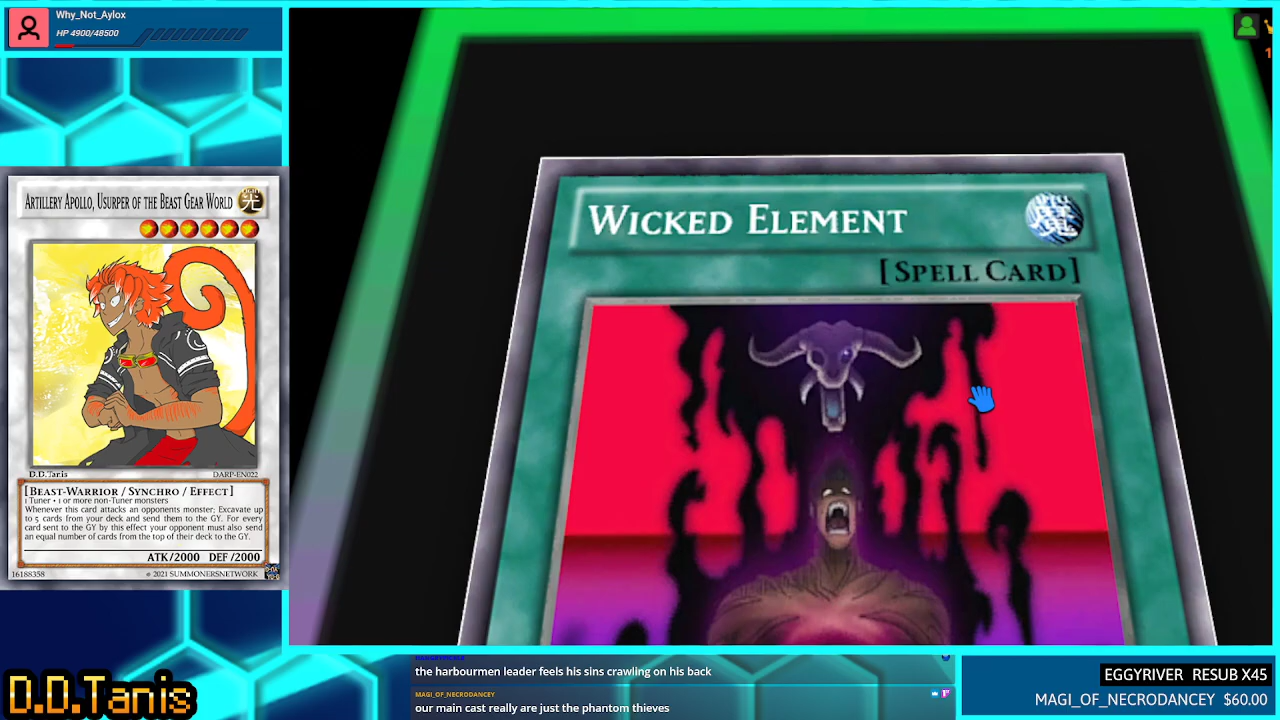 Why_Not_Aylox
HP 4900/48500
ARTILLERY APOLLO, USURPER OF THE BEAST GEAR WORLD
光
D.D.Tanis
DARP-EN022
[BEAST-WARRIOR / SYNCHRO / EFFECT]
1 Tuner + 1 or more non-Tuner monsters
Whenever this card attacks an opponents monster; Excavate up
to 5 cards from your deck and send them to the GY. For every
card sent to the GY by this effect your opponent must also send
an equal number of cards from the top of their deck to the GY.
ATK/2000 DEF/2000
16188358
© 2021 SUMMONERSNETWORK
WICKED ELEMENT
[SPELL CARD]
the harbourmen leader feels his sins crawling on his back
MAGI_OF_NECRODANCEY
our main cast really are just the phantom thieves
D.D.Tanis
EGGYRIVER RESUB X45
MAGI_OF_NECRODANCEY $60.00